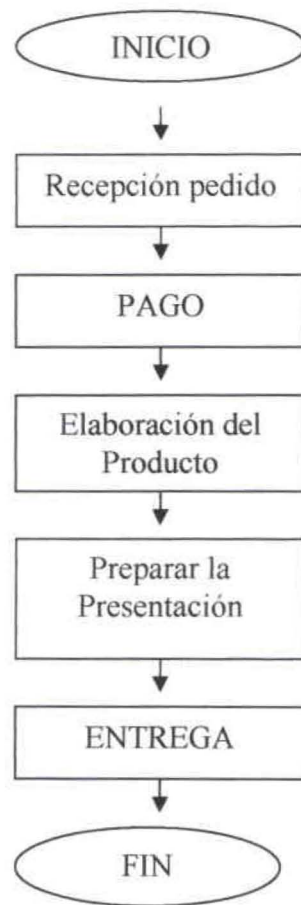 INICIO
Recepción pedido
PAGO
Elaboración del
Producto
Preparar la
Presentación
ENTREGA
FIN